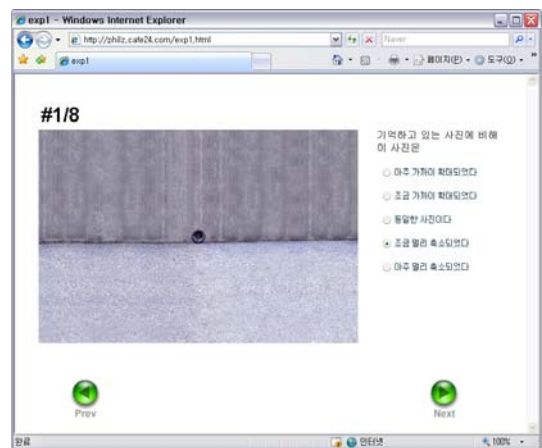 exp1 - Windows Internet Explorer
http://philz.cafe24.com/exp1.html
Naver
exp1
페이지(P)
도구(O)
#1/8
기억하고 있는 사진에 비해
이 사진은
아주 가까이 확대되었다
조금 가까이 확대되었다
동일한 사진이다
조금 멀리 축소되었다
아주 멀리 축소되었다
Prev
Next
완료
인터넷
100%